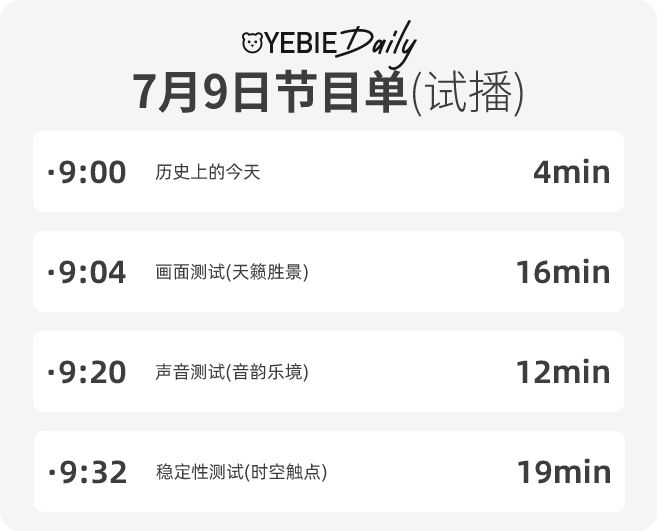 YEBIE Daily
7月9日节目单(试播)
·9:00 历史上的今天 4min
·9:04 画面测试(天籁胜景) 16min
·9:20 声音测试(音韵乐境) 12min
·9:32 稳定性测试(时空触点) 19min